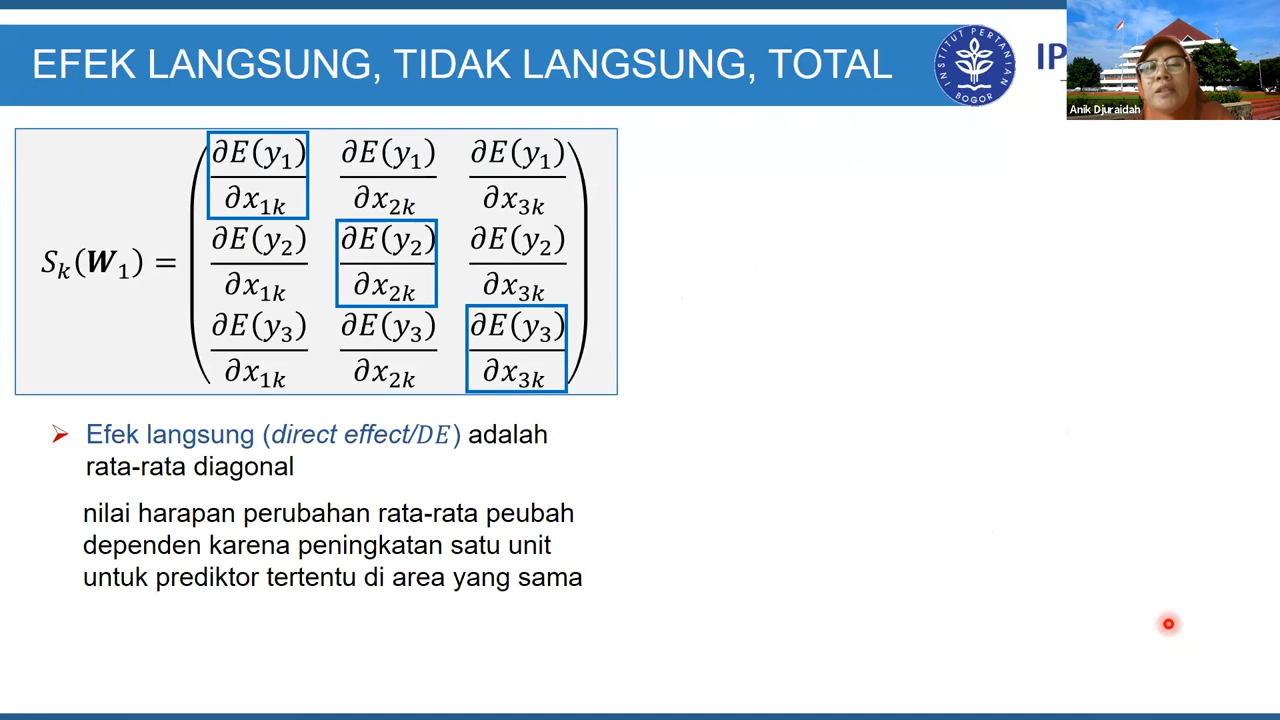 EFEK LANGSUNG, TIDAK LANGSUNG, TOTAL
INSTITUT PERTANIAN
BOGOR
IP
Anik Djuraidah
∂E(y₁) ∂E(y₁) ∂E(y₁)
∂x₁ₖ ∂x₂ₖ ∂x₃ₖ
∂E(y₂) ∂E(y₂) ∂E(y₂)
Sₖ(W₁) =
∂x₁ₖ ∂x₂ₖ ∂x₃ₖ
∂E(y₃) ∂E(y₃) ∂E(y₃)
∂x₁ₖ ∂x₂ₖ ∂x₃ₖ
➢ Efek langsung (direct effect/DE) adalah
rata-rata diagonal
nilai harapan perubahan rata-rata peubah
dependen karena peningkatan satu unit
untuk prediktor tertentu di area yang sama